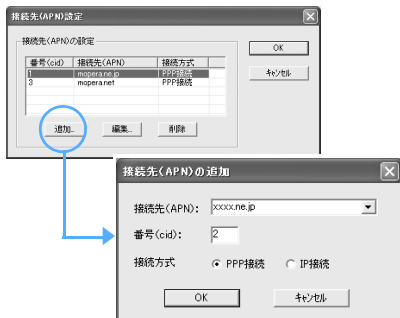 接続先(APN)設定
接続先(APN)の設定
番号(cid) 接続先(APN) 接続方式
1 mopera.ne.jp PPP接続
3 mopera.net PPP接続
OK
キャンセル
追加... 編集... 削除
接続先(APN)の追加
接続先(APN): xxxx.ne.jp
番号(cid): 2
接続方式 PPP接続 IP接続
OK キャンセル